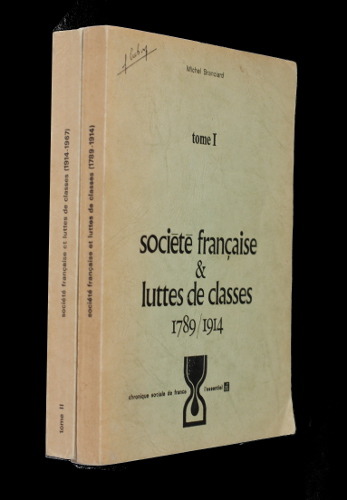 Michel Branciard
tome I
société française
&
luttes de classes
1789/1914
chronique sociale de france l'essentiel
société française et luttes de classes (1789-1914)
société française et luttes de classes (1914-1967)
tome II